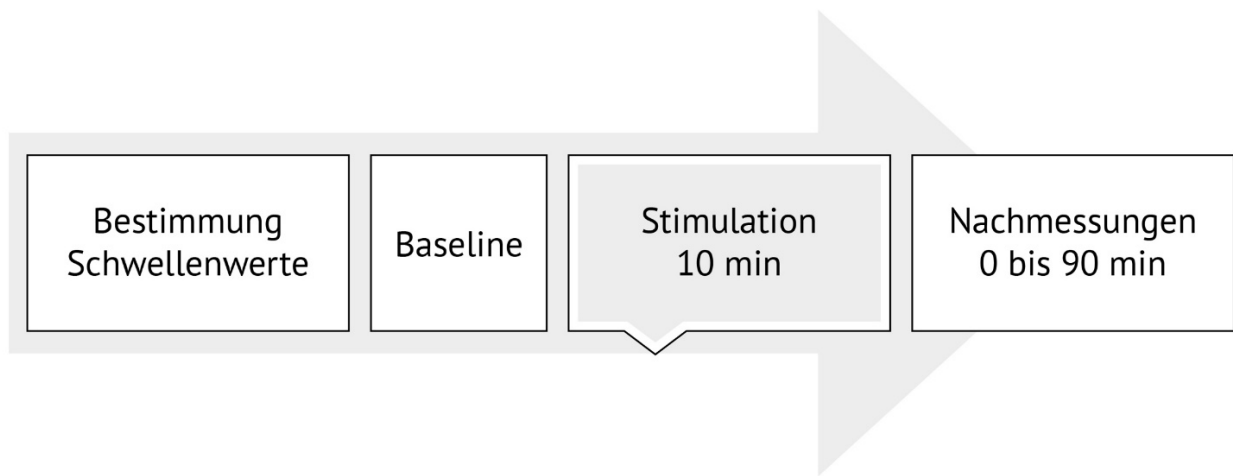 Bestimmung
Schwellenwerte
Baseline
Stimulation
10 min
Nachmessungen
0 bis 90 min